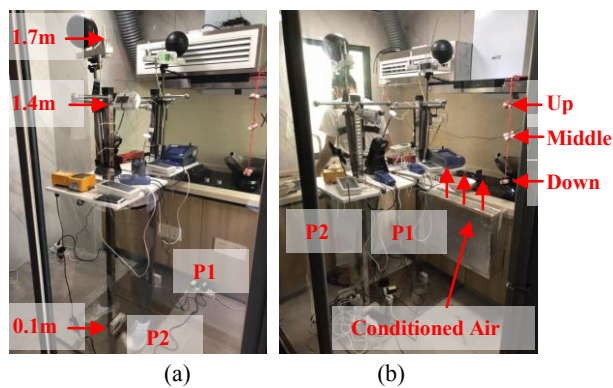 1.7m
1.4m
P1
0.1m
P2
(a)
Up
Middle
Down
P2
P1
Conditioned Air
(b)